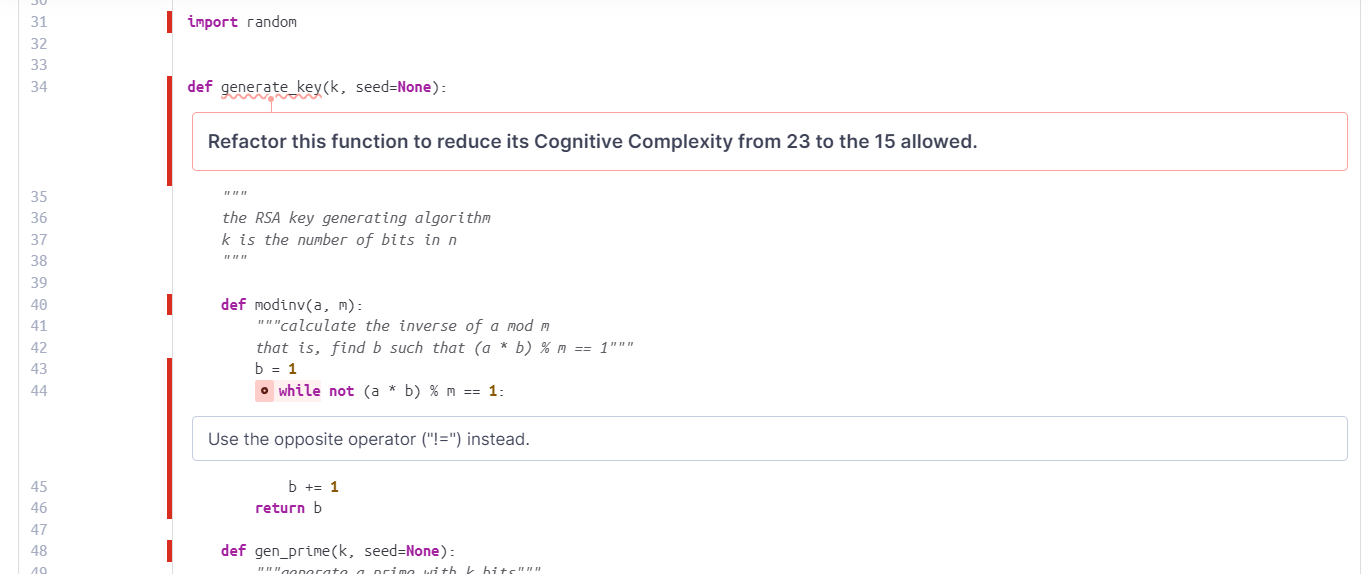 31 import random
32
33
34 def generate_key(k, seed=None):
Refactor this function to reduce its Cognitive Complexity from 23 to the 15 allowed.
35 """
36 the RSA key generating algorithm
37 k is the number of bits in n
38 """
39
40 def modinv(a, m):
41 """calculate the inverse of a mod m
42 that is, find b such that (a * b) % m == 1"""
43 b = 1
44 while not (a * b) % m == 1:
Use the opposite operator ("!=") instead.
45 b += 1
46 return b
47
48 def gen_prime(k, seed=None):
49 """generate a prime with k bits"""